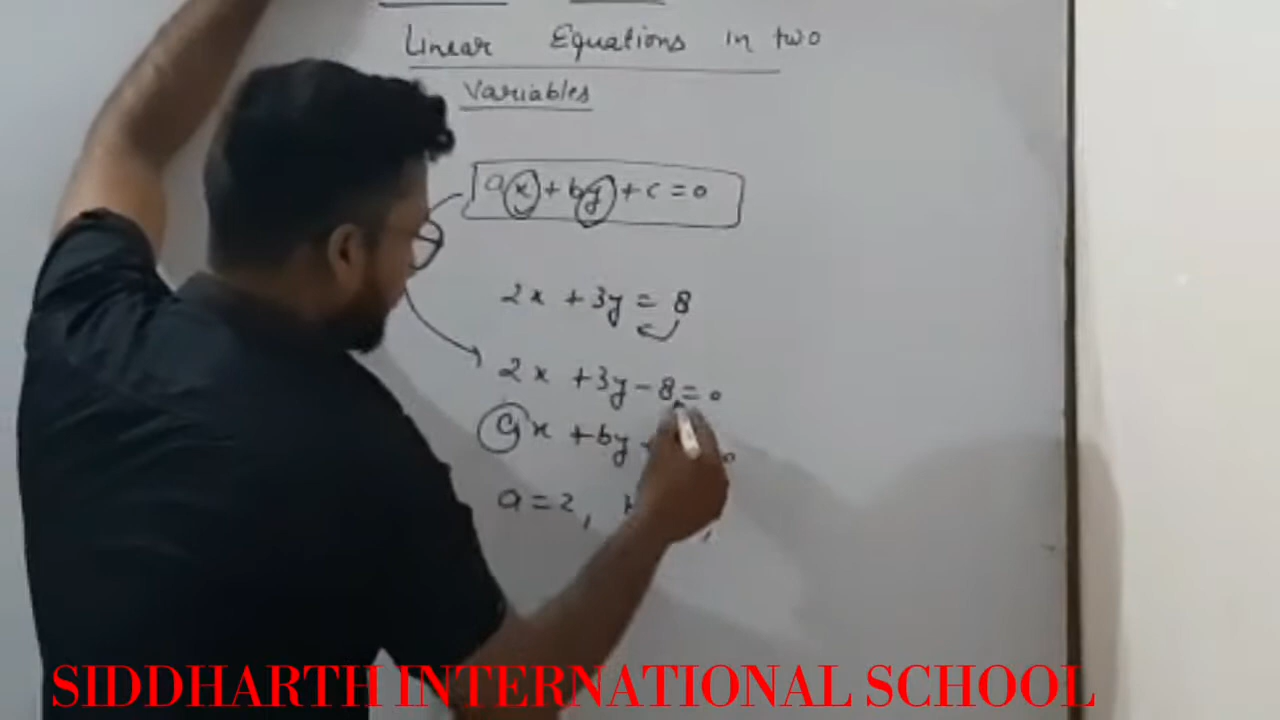 Linear Equations in two
Variables
ax + by + c = 0
2x + 3y = 8
2x + 3y - 8 = 0
ax + by
a = 2,
SIDDHARTH INTERNATIONAL SCHOOL